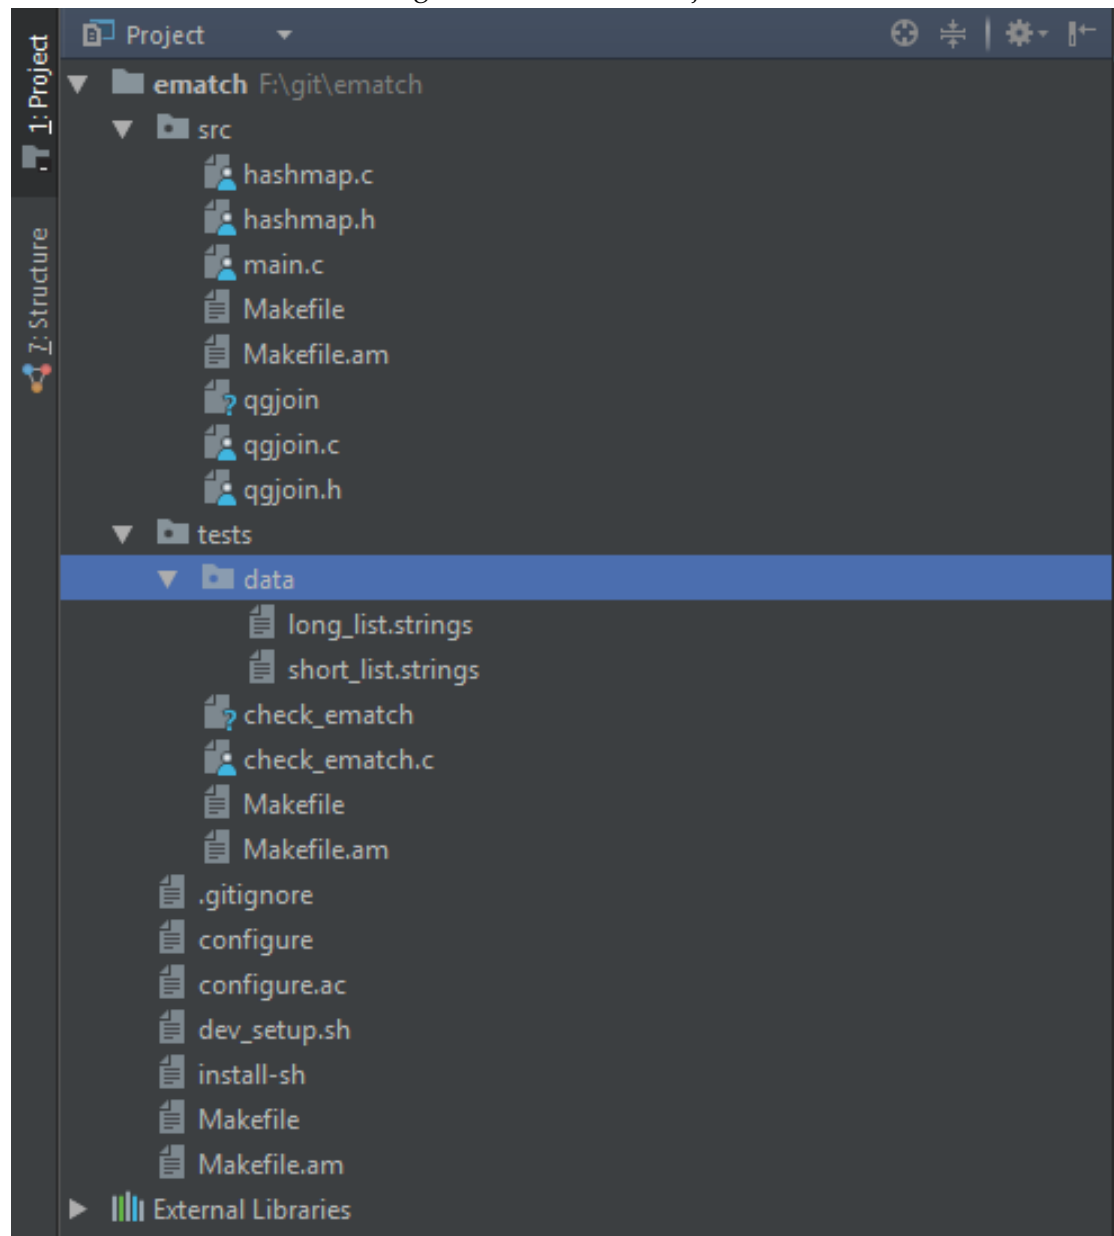 Project
ematch F:\git\ematch
src
hashmap.c
hashmap.h
main.c
Makefile
Makefile.am
qgjoin
qgjoin.c
qgjoin.h
tests
data
long_list.strings
short_list.strings
check_ematch
check_ematch.c
Makefile
Makefile.am
.gitignore
configure
configure.ac
dev_setup.sh
install-sh
Makefile
Makefile.am
External Libraries
1: Project
7: Structure